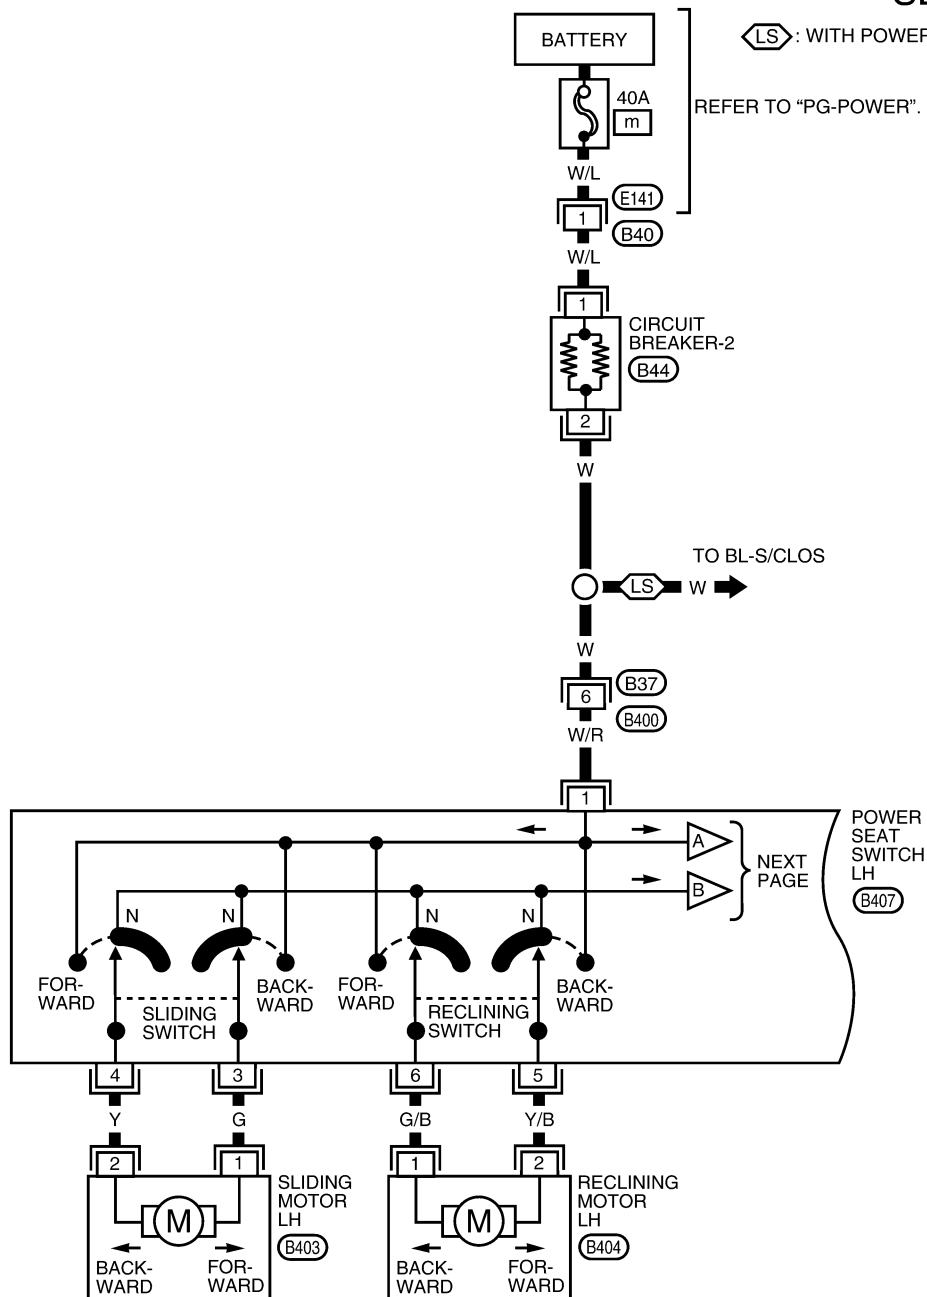 BATTERY
LS : WITH POWER
40A
m
REFER TO “PG-POWER”.
W/L
E141
1
B40
W/L
1
CIRCUIT
BREAKER-2
B44
2
W
TO BL-S/CLOS
LS
W
W
B37
6
B400
W/R
1
POWER
SEAT
SWITCH
LH
B407
A
B
NEXT
PAGE
N
N
N
N
FOR-
WARD
BACK-
WARD
FOR-
WARD
BACK-
WARD
SLIDING
SWITCH
RECLINING
SWITCH
4
3
6
5
Y
G
G/B
Y/B
2
1
1
2
SLIDING
MOTOR
LH
B403
RECLINING
MOTOR
LH
B404
M
M
BACK-
WARD
FOR-
WARD
BACK-
WARD
FOR-
WARD